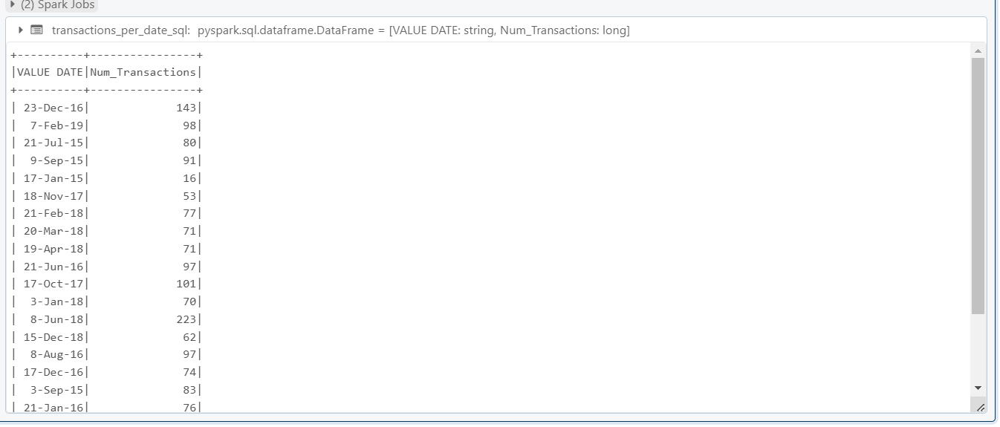 (2) Spark Jobs
transactions_per_date_sql: pyspark.sql.dataframe.DataFrame = [VALUE DATE: string, Num_Transactions: long]
+----------+----------------+
|VALUE DATE|Num_Transactions|
+----------+----------------+
| 23-Dec-16|             143|
|  7-Feb-19|              98|
| 21-Jul-15|              80|
|  9-Sep-15|              91|
| 17-Jan-15|              16|
| 18-Nov-17|              53|
| 21-Feb-18|              77|
| 20-Mar-18|              71|
| 19-Apr-18|              71|
| 21-Jun-16|              97|
| 17-Oct-17|             101|
|  3-Jan-18|              70|
|  8-Jun-18|             223|
| 15-Dec-18|              62|
|  8-Aug-16|              97|
| 17-Dec-16|              74|
|  3-Sep-15|              83|
| 21-Jan-16|              76|